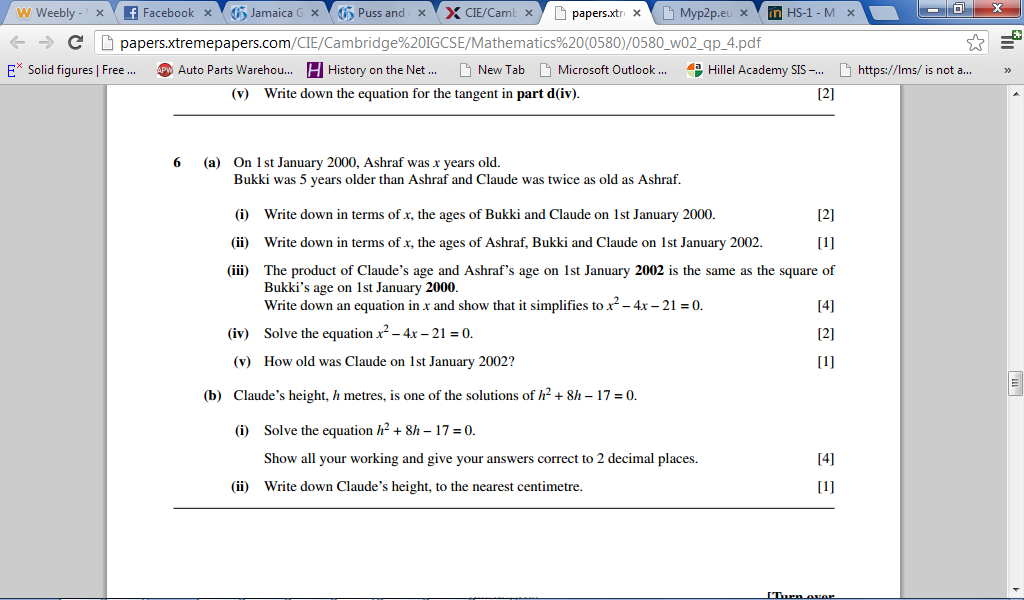 Weebly -
Facebook
Jamaica G
Puss and
CIE/Camb
papers.xtr
Myp2p.eu
HS-1 - M
papers.xtremepapers.com/CIE/Cambridge%20IGCSE/Mathematics%20(0580)/0580_w02_qp_4.pdf
Solid figures | Free ... Auto Parts Warehou... History on the Net ... New Tab Microsoft Outlook ... Hillel Academy SIS –... https://lms/ is not a... »
(v) Write down the equation for the tangent in part d(iv). [2]
6 (a) On 1st January 2000, Ashraf was x years old.
Bukki was 5 years older than Ashraf and Claude was twice as old as Ashraf.
(i) Write down in terms of x, the ages of Bukki and Claude on 1st January 2000. [2]
(ii) Write down in terms of x, the ages of Ashraf, Bukki and Claude on 1st January 2002. [1]
(iii) The product of Claude's age and Ashraf's age on 1st January 2002 is the same as the square of
Bukki's age on 1st January 2000.
Write down an equation in x and show that it simplifies to x² – 4x – 21 = 0. [4]
(iv) Solve the equation x² – 4x – 21 = 0. [2]
(v) How old was Claude on 1st January 2002? [1]
(b) Claude's height, h metres, is one of the solutions of h² + 8h – 17 = 0.
(i) Solve the equation h² + 8h – 17 = 0.
Show all your working and give your answers correct to 2 decimal places. [4]
(ii) Write down Claude's height, to the nearest centimetre. [1]
[Turn over